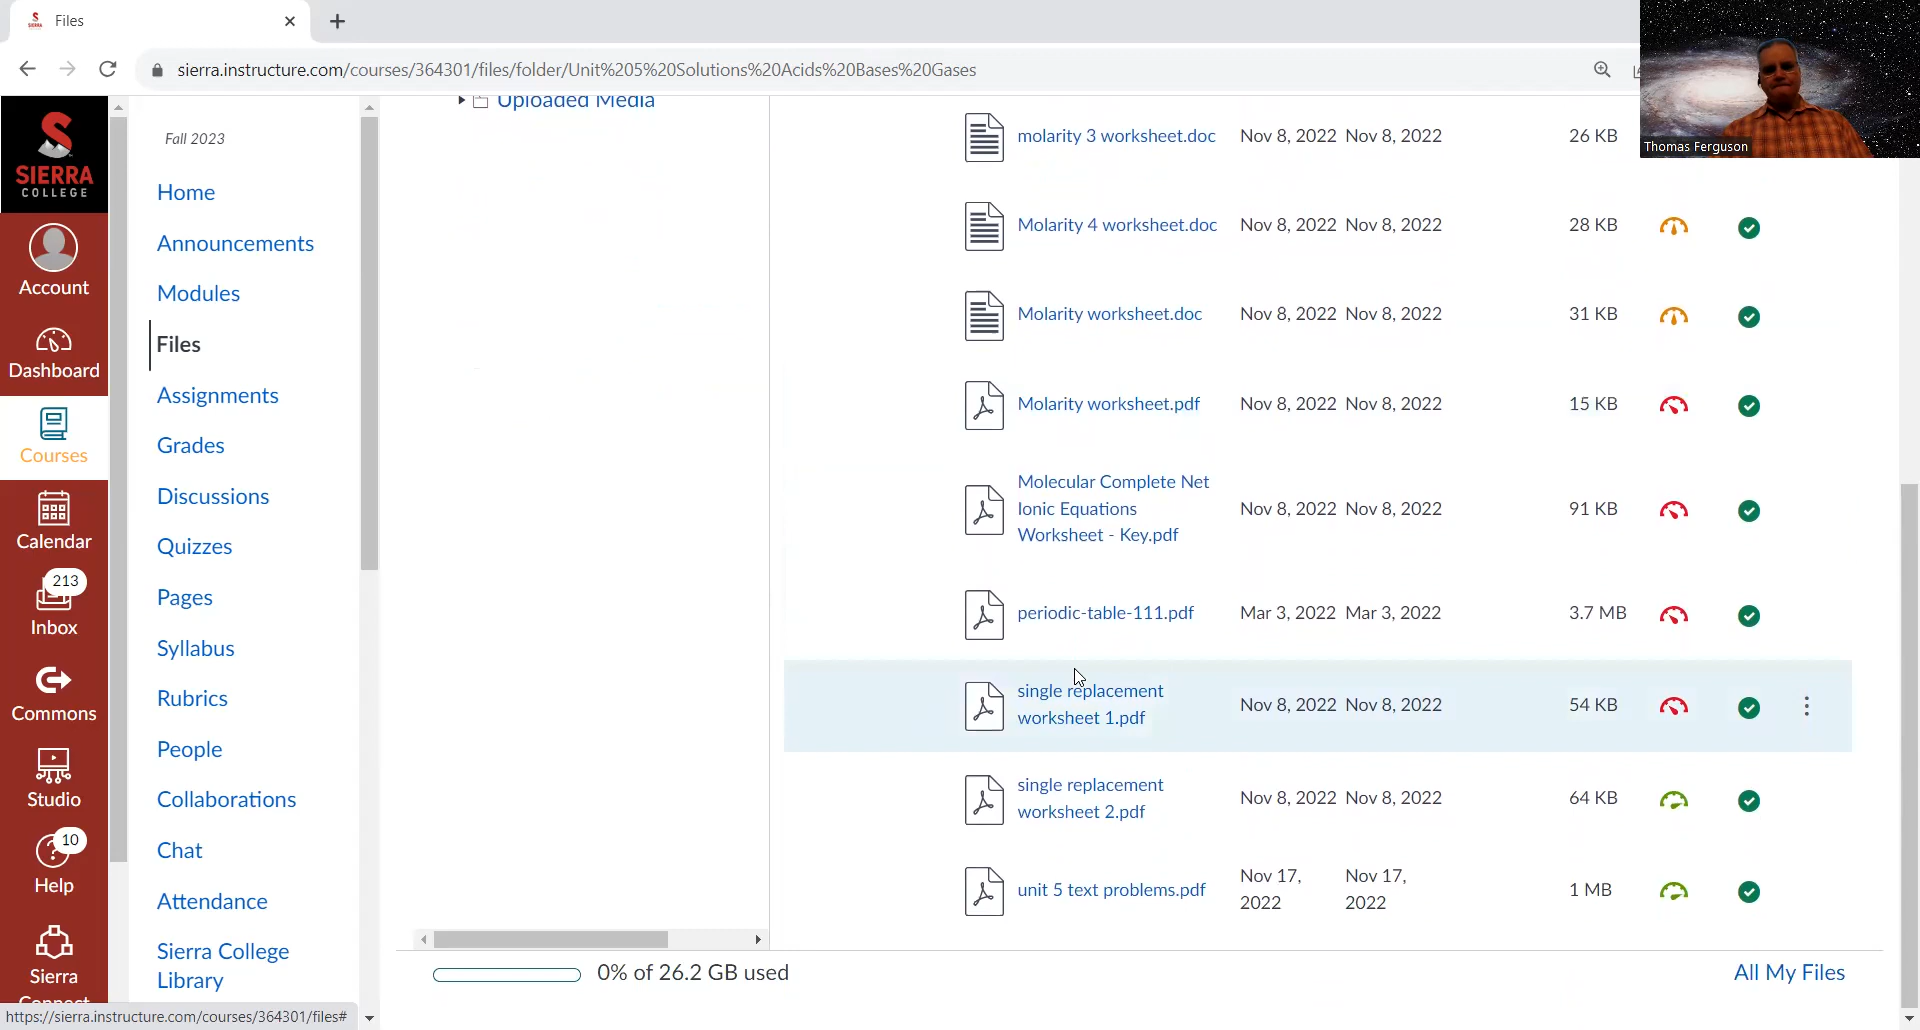 Files
sierra.instructure.com/courses/364301/files/folder/Unit%205%20Solutions%20Acids%20Bases%20Gases
Thomas Ferguson
SIERRA
COLLEGE
Account
Dashboard
Courses
Calendar
213
Inbox
Commons
Studio
10
Help
Sierra
Connect
Fall 2023
Home
Announcements
Modules
Files
Assignments
Grades
Discussions
Quizzes
Pages
Syllabus
Rubrics
People
Collaborations
Chat
Attendance
Sierra College
Library
Uploaded Media
molarity 3 worksheet.doc Nov 8, 2022 Nov 8, 2022 26 KB
Molarity 4 worksheet.doc Nov 8, 2022 Nov 8, 2022 28 KB
Molarity worksheet.doc Nov 8, 2022 Nov 8, 2022 31 KB
Molarity worksheet.pdf Nov 8, 2022 Nov 8, 2022 15 KB
Molecular Complete Net
Ionic Equations Nov 8, 2022 Nov 8, 2022 91 KB
Worksheet - Key.pdf
periodic-table-111.pdf Mar 3, 2022 Mar 3, 2022 3.7 MB
single replacement
worksheet 1.pdf Nov 8, 2022 Nov 8, 2022 54 KB
single replacement
worksheet 2.pdf Nov 8, 2022 Nov 8, 2022 64 KB
unit 5 text problems.pdf Nov 17, 2022 Nov 17, 2022 1 MB
0% of 26.2 GB used
All My Files
https://sierra.instructure.com/courses/364301/files#